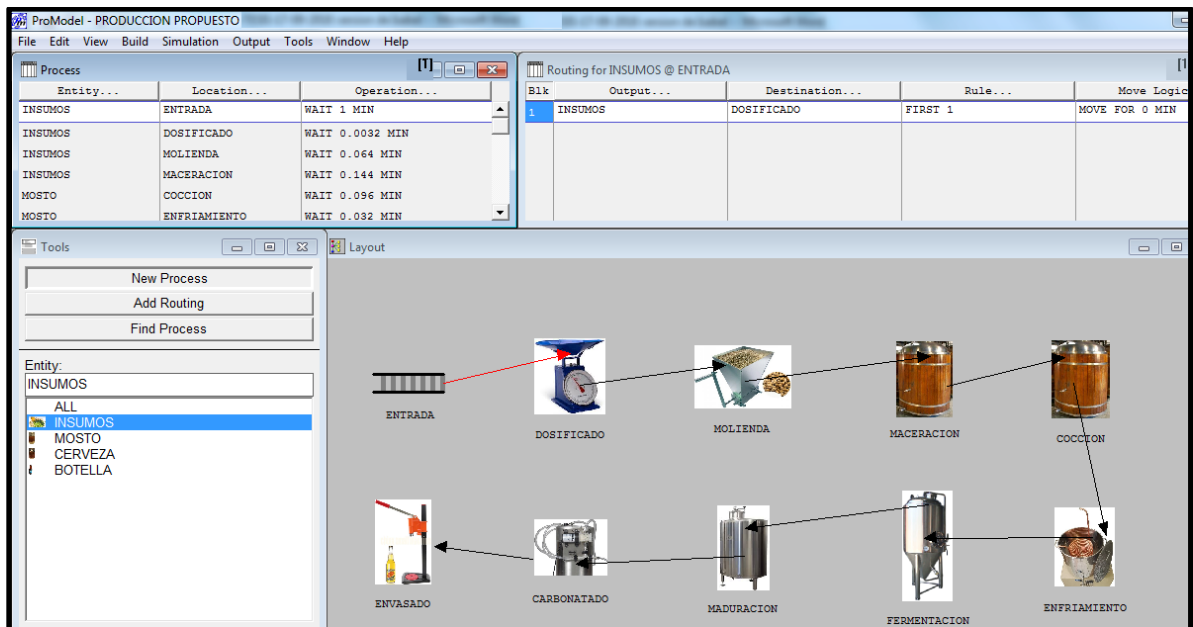 ProModel - PRODUCCION PROPUESTO
File Edit View Build Simulation Output Tools Window Help
Process [T]
Entity... Location... Operation...
INSUMOS ENTRADA WAIT 1 MIN
INSUMOS DOSIFICADO WAIT 0.0032 MIN
INSUMOS MOLIENDA WAIT 0.064 MIN
INSUMOS MACERACION WAIT 0.144 MIN
MOSTO COCCION WAIT 0.096 MIN
MOSTO ENFRIAMIENTO WAIT 0.032 MIN
Routing for INSUMOS @ ENTRADA [1
Blk Output... Destination... Rule... Move Logic
1 INSUMOS DOSIFICADO FIRST 1 MOVE FOR 0 MIN
Tools
New Process
Add Routing
Find Process
Entity:
INSUMOS
ALL
INSUMOS
MOSTO
CERVEZA
BOTELLA
Layout
ENTRADA
DOSIFICADO
MOLIENDA
MACERACION
COCCION
ENVASADO
CARBONATADO
MADURACION
FERMENTACION
ENFRIAMIENTO